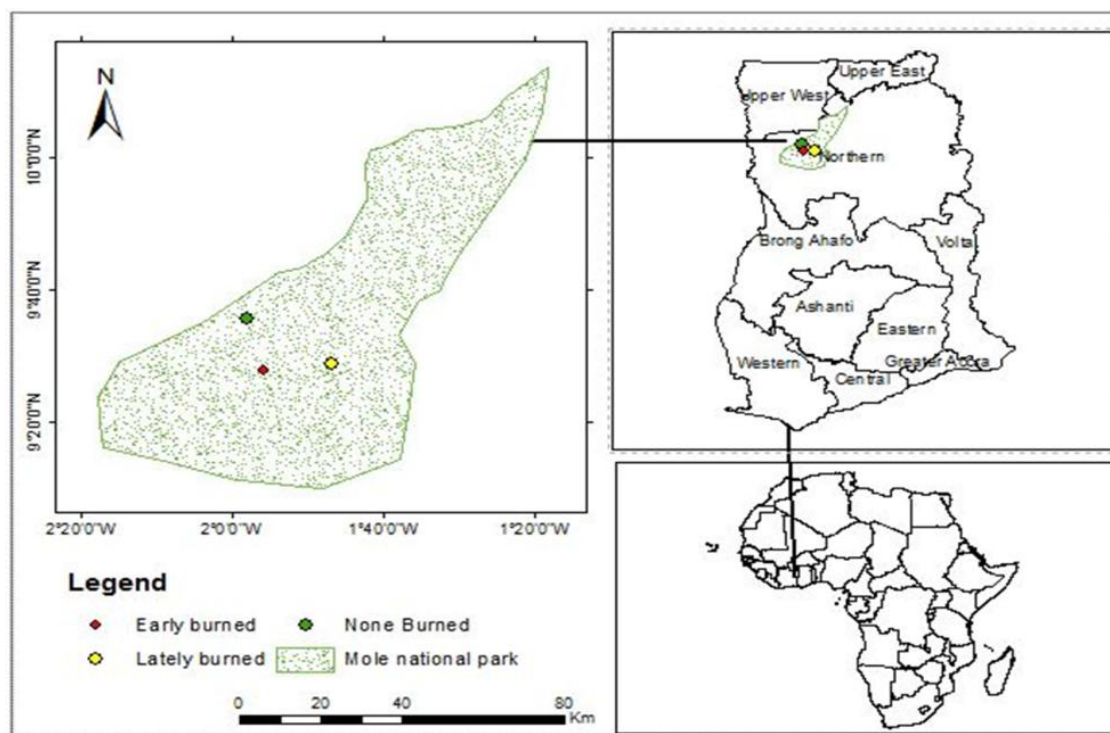 N
10°0'0"N
9°40'0"N
9°20'0"N
2°20'0"W
2°0'0"W
1°40'0"W
1°20'0"W
Upper East
Upper West
Northern
Brong Ahafo
Volta
Ashanti
Eastern
Western
Greater Accra
Central
Legend
Early burned
None Burned
Lately burned
Mole national park
0 20 40 80
Km